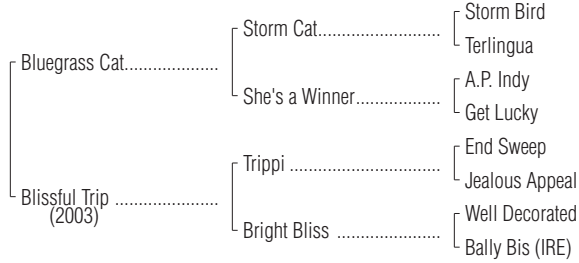 Storm Bird
Storm Cat....................................
Terlingua
Bluegrass Cat............................
A.P. Indy
She's a Winner.........................
Get Lucky
End Sweep
Trippi ............................................
Jealous Appeal
Blissful Trip ..............................
(2003)
Well Decorated
Bright Bliss ..............................
Bally Bis (IRE)